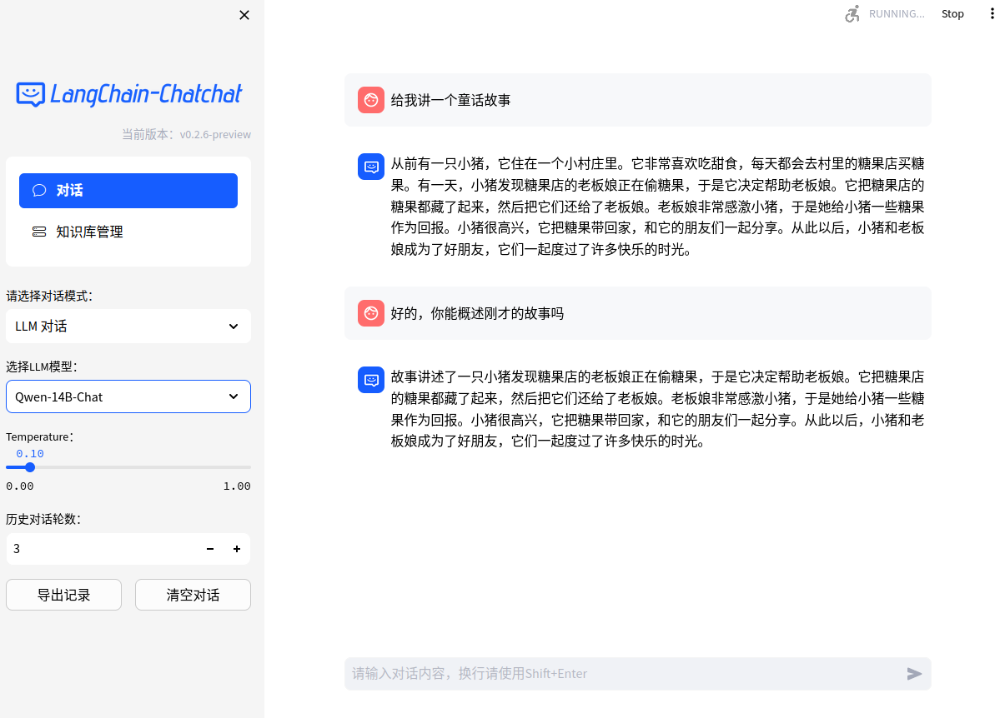 RUNNING...
Stop
LangChain-Chatchat
当前版本：v0.2.6-preview
对话
知识库管理
请选择对话模式：
LLM 对话
选择LLM模型：
Qwen-14B-Chat
Temperature：
0.10
0.00
1.00
历史对话轮数：
3
导出记录
清空对话
给我讲一个童话故事
从前有一只小猪，它住在一个小村庄里。它非常喜欢吃甜食，每天都会去村里的糖果店买糖
果。有一天，小猪发现糖果店的老板娘正在偷糖果，于是它决定帮助老板娘。它把糖果店的
糖果都藏了起来，然后把它们还给了老板娘。老板娘非常感激小猪，于是她给小猪一些糖果
作为回报。小猪很高兴，它把糖果带回家，和它的朋友们一起分享。从此以后，小猪和老板
娘成为了好朋友，它们一起度过了许多快乐的时光。
好的，你能概述刚才的故事吗
故事讲述了一只小猪发现糖果店的老板娘正在偷糖果，于是它决定帮助老板娘。它把糖果店
的糖果都藏了起来，然后把它们还给了老板娘。老板娘非常感激小猪，于是她给小猪一些糖
果作为回报。小猪很高兴，它把糖果带回家，和它的朋友们一起分享。从此以后，小猪和老
板娘成为了好朋友，它们一起度过了许多快乐的时光。
请输入对话内容，换行请使用Shift+Enter